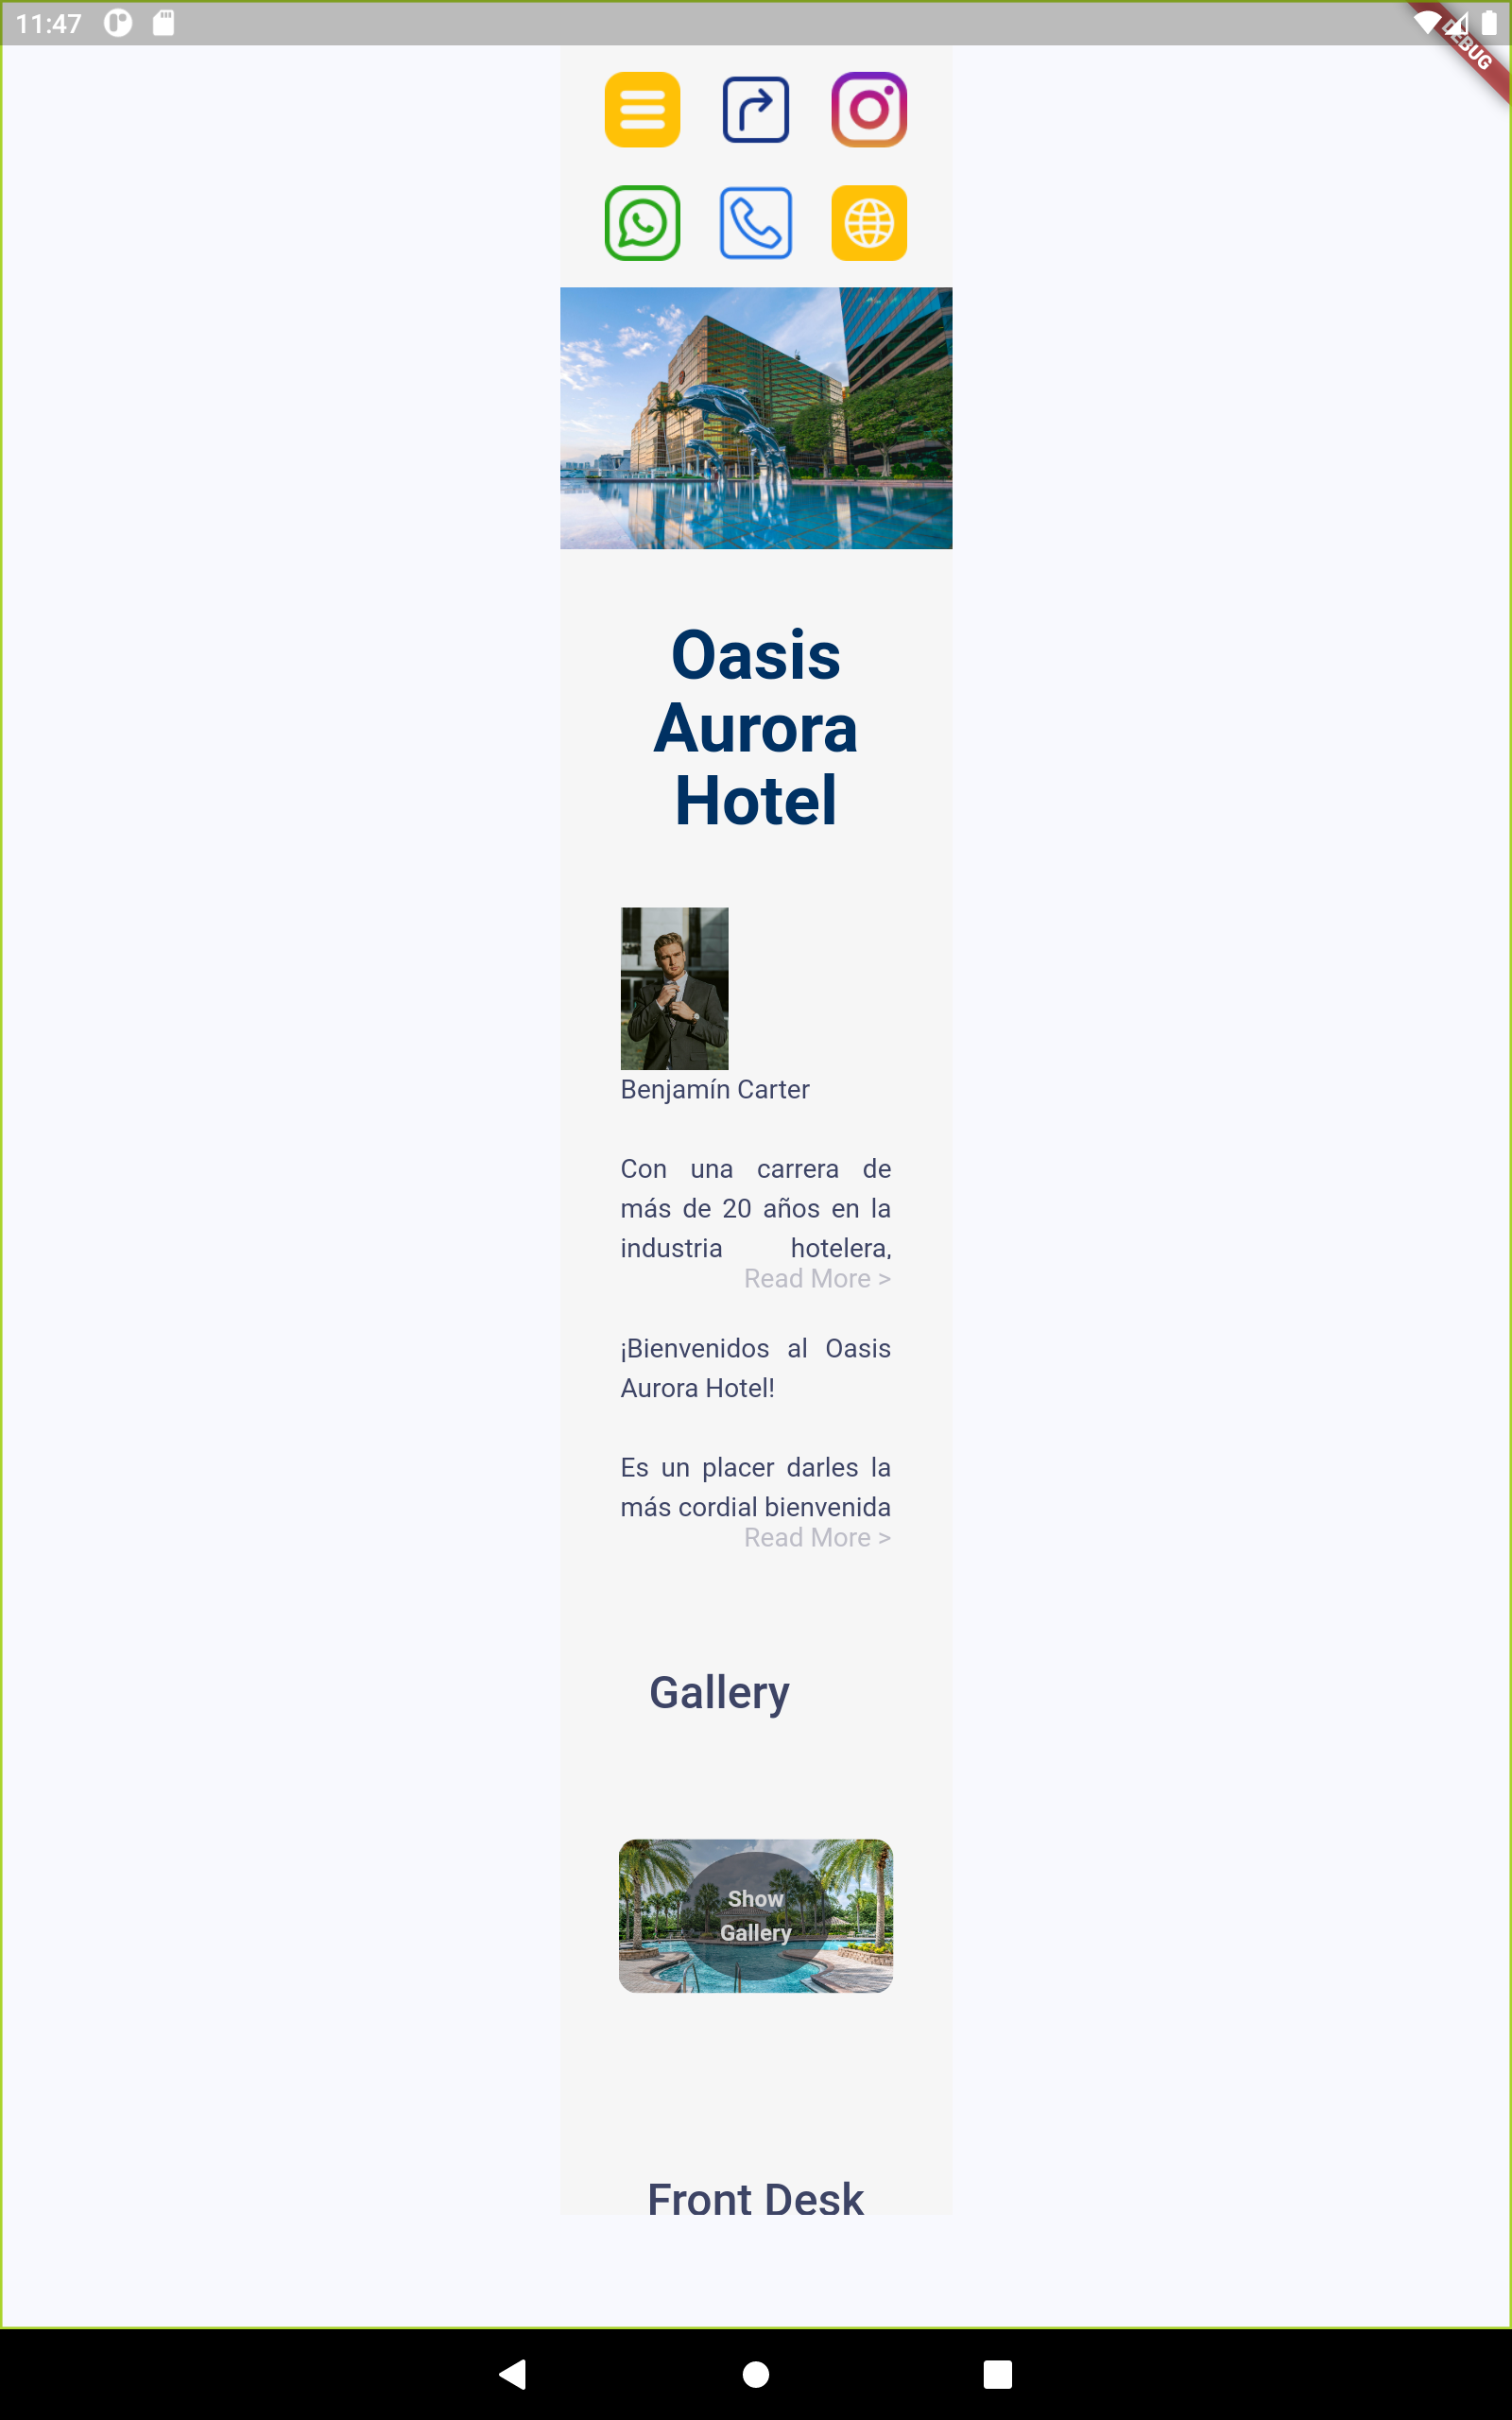 11:47
DEBUG
Oasis
Aurora
Hotel
Benjamín Carter
Con una carrera de
más de 20 años en la
industria hotelera,
Read More >
¡Bienvenidos al Oasis
Aurora Hotel!
Es un placer darles la
más cordial bienvenida
Read More >
Gallery
Show
Gallery
Front Desk